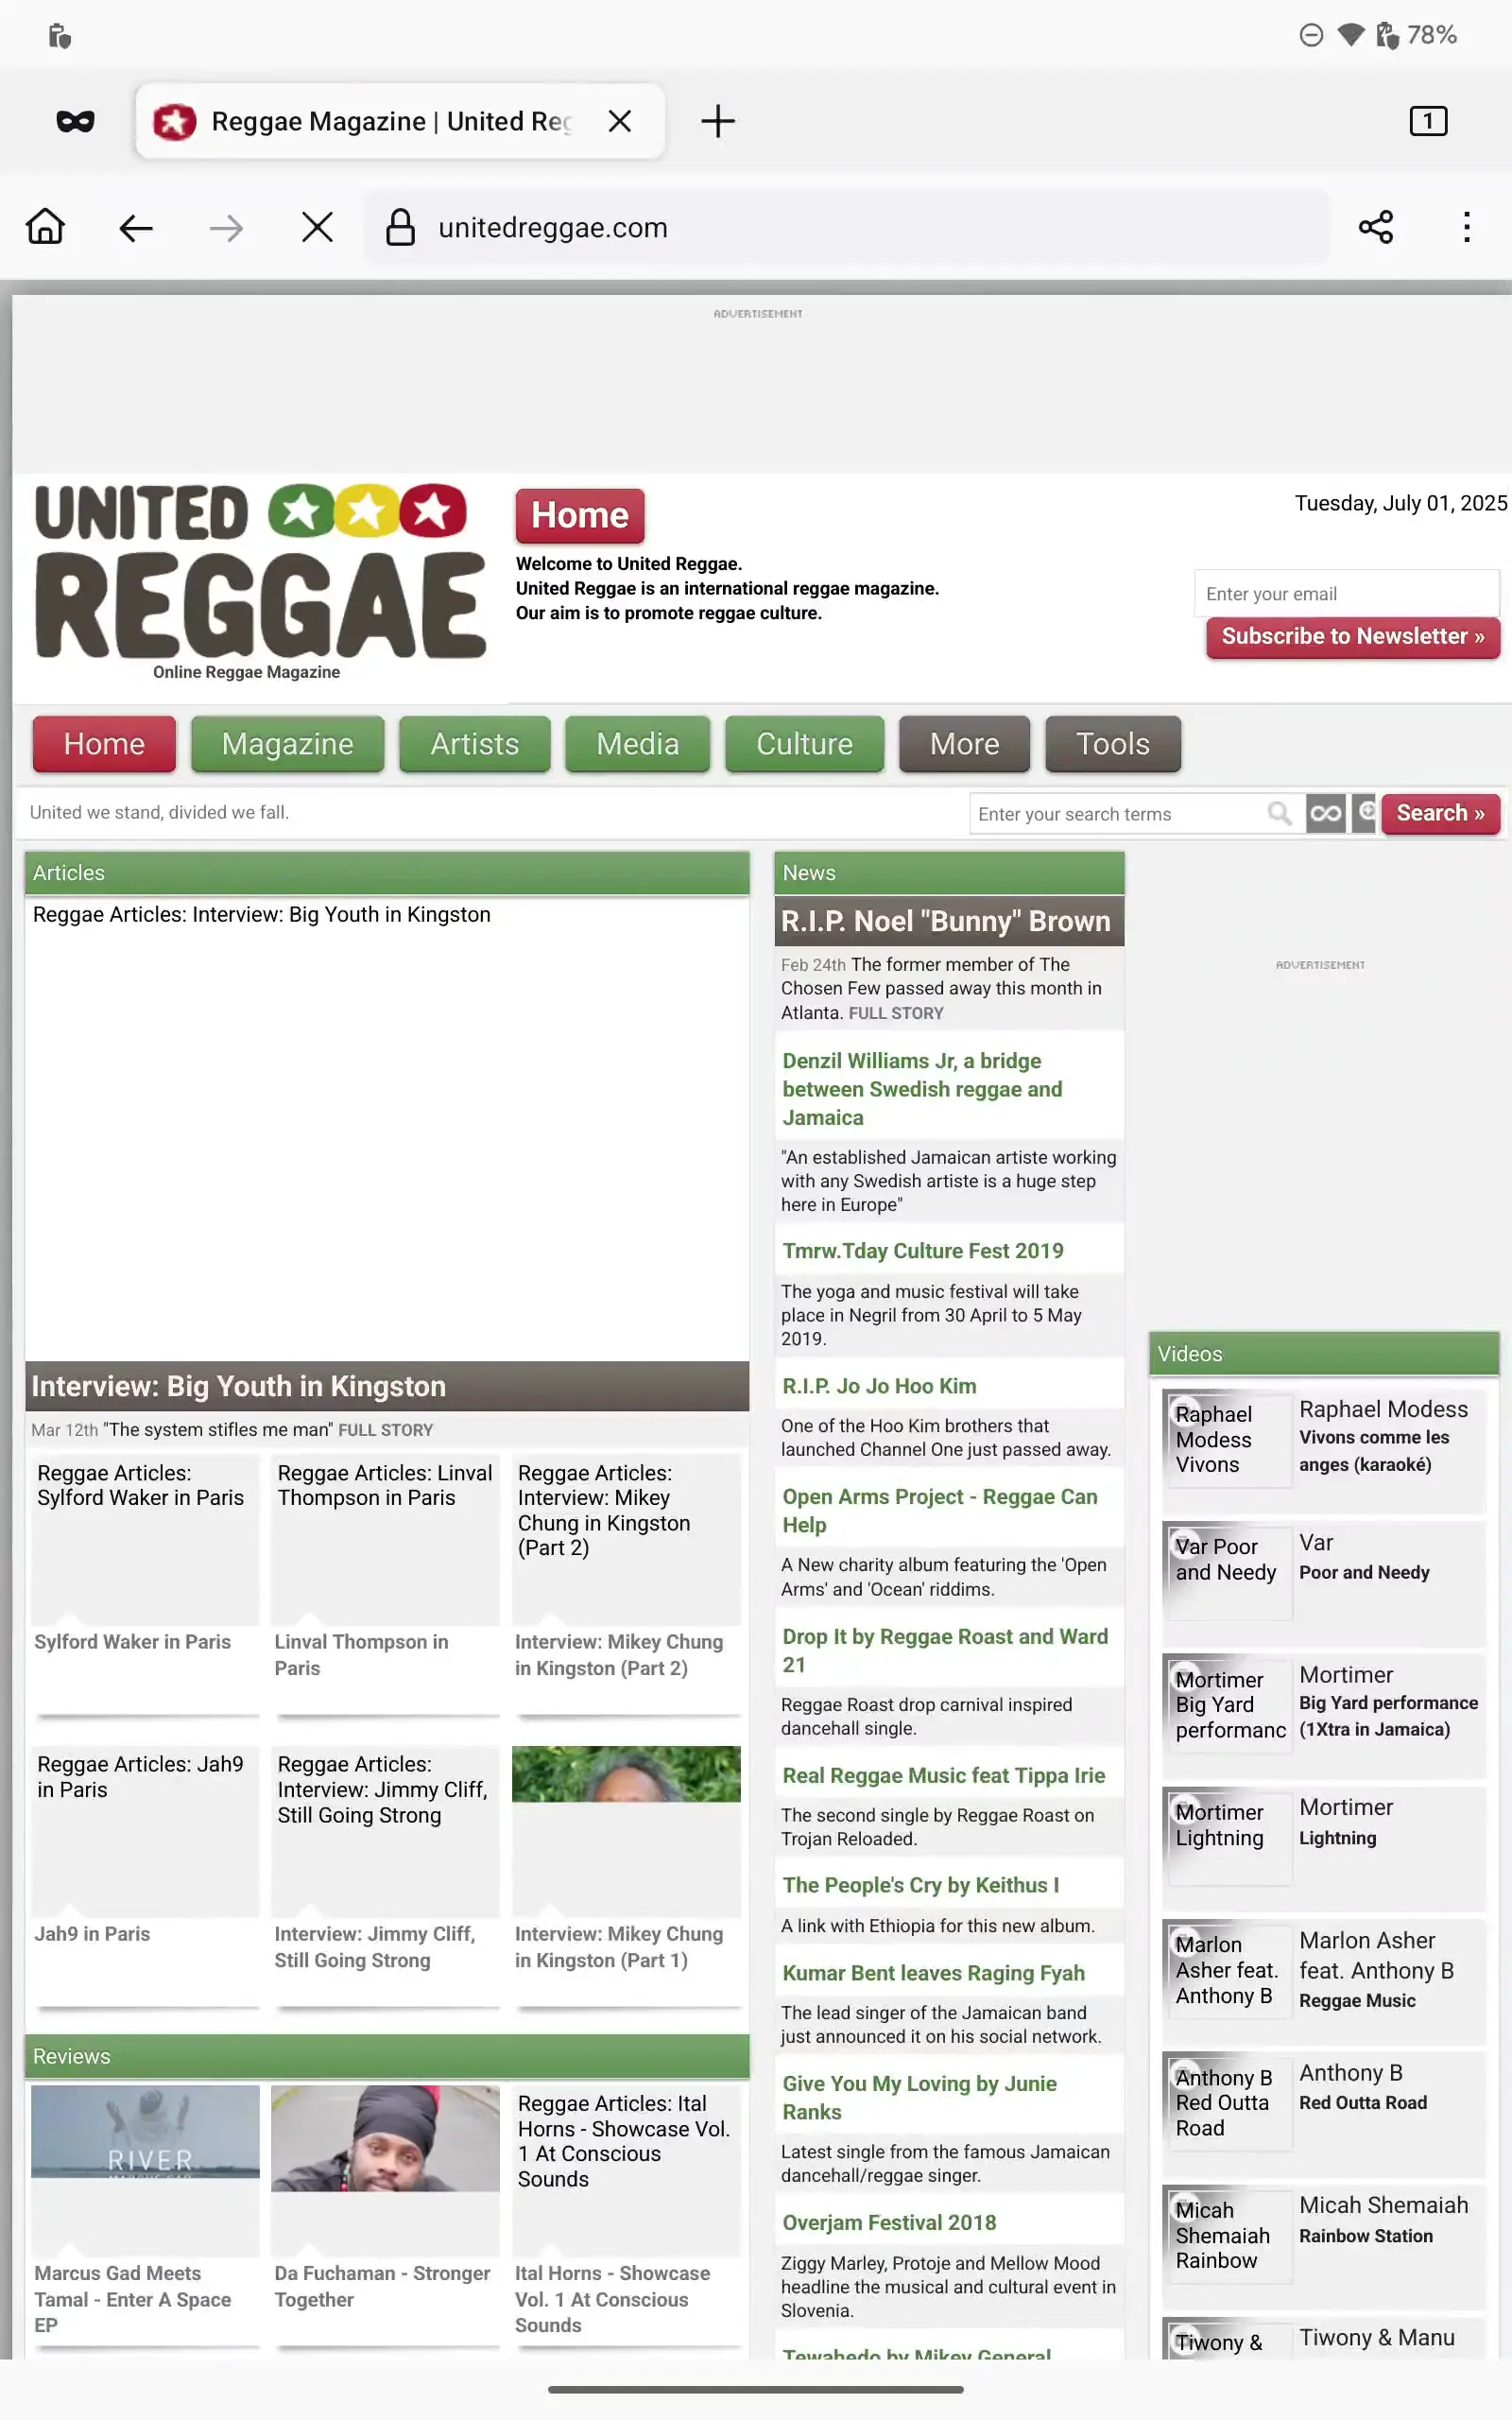 78%
Reggae Magazine | United Reg
1
unitedreggae.com
ADVERTISEMENT
UNITED
REGGAE
Online Reggae Magazine
Home
Welcome to United Reggae.
United Reggae is an international reggae magazine.
Our aim is to promote reggae culture.
Tuesday, July 01, 2025
Enter your email
Subscribe to Newsletter »
Home
Magazine
Artists
Media
Culture
More
Tools
United we stand, divided we fall.
Enter your search terms
Search »
Articles
Reggae Articles: Interview: Big Youth in Kingston
Interview: Big Youth in Kingston
Mar 12th "The system stifles me man" FULL STORY
Reggae Articles:
Sylford Waker in Paris
Sylford Waker in Paris
Reggae Articles: Linval
Thompson in Paris
Linval Thompson in
Paris
Reggae Articles:
Interview: Mikey
Chung in Kingston
(Part 2)
Interview: Mikey Chung
in Kingston (Part 2)
Reggae Articles: Jah9
in Paris
Jah9 in Paris
Reggae Articles:
Interview: Jimmy Cliff,
Still Going Strong
Interview: Jimmy Cliff,
Still Going Strong
Interview: Mikey Chung
in Kingston (Part 1)
Reviews
RIVER
Marcus Gad Meets
Tamal - Enter A Space
EP
Da Fuchaman - Stronger
Together
Reggae Articles: Ital
Horns - Showcase Vol.
1 At Conscious
Sounds
Ital Horns - Showcase
Vol. 1 At Conscious
Sounds
News
R.I.P. Noel "Bunny" Brown
Feb 24th The former member of The
Chosen Few passed away this month in
Atlanta. FULL STORY
Denzil Williams Jr, a bridge
between Swedish reggae and
Jamaica
"An established Jamaican artiste working
with any Swedish artiste is a huge step
here in Europe"
Tmrw.Tday Culture Fest 2019
The yoga and music festival will take
place in Negril from 30 April to 5 May
2019.
R.I.P. Jo Jo Hoo Kim
One of the Hoo Kim brothers that
launched Channel One just passed away.
Open Arms Project - Reggae Can
Help
A New charity album featuring the 'Open
Arms' and 'Ocean' riddims.
Drop It by Reggae Roast and Ward
21
Reggae Roast drop carnival inspired
dancehall single.
Real Reggae Music feat Tippa Irie
The second single by Reggae Roast on
Trojan Reloaded.
The People's Cry by Keithus I
A link with Ethiopia for this new album.
Kumar Bent leaves Raging Fyah
The lead singer of the Jamaican band
just announced it on his social network.
Give You My Loving by Junie
Ranks
Latest single from the famous Jamaican
dancehall/reggae singer.
Overjam Festival 2018
Ziggy Marley, Protoje and Mellow Mood
headline the musical and cultural event in
Slovenia.
Tewahedo by Mikey General
ADVERTISEMENT
Videos
Raphael
Modess
Vivons
Raphael Modess
Vivons comme les
anges (karaoké)
Var Poor
and Needy
Var
Poor and Needy
Mortimer
Big Yard
performanc
Mortimer
Big Yard performance
(1Xtra in Jamaica)
Mortimer
Lightning
Mortimer
Lightning
Marlon
Asher feat.
Anthony B
Marlon Asher
feat. Anthony B
Reggae Music
Anthony B
Red Outta
Road
Anthony B
Red Outta Road
Micah
Shemaiah
Rainbow
Micah Shemaiah
Rainbow Station
Tiwony &
Tiwony & Manu